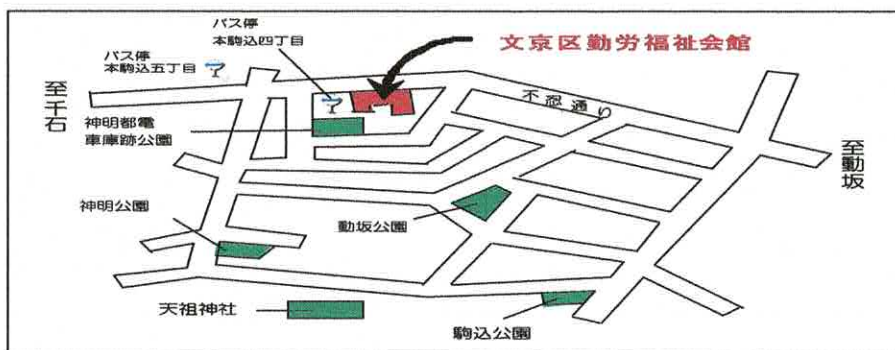 バス停
本駒込四丁目
文京区勤労福祉会館
バス停
本駒込五丁目
至千石
不忍通り
神明都電
車庫跡公園
至動坂
神明公園
動坂公園
天祖神社
駒込公園